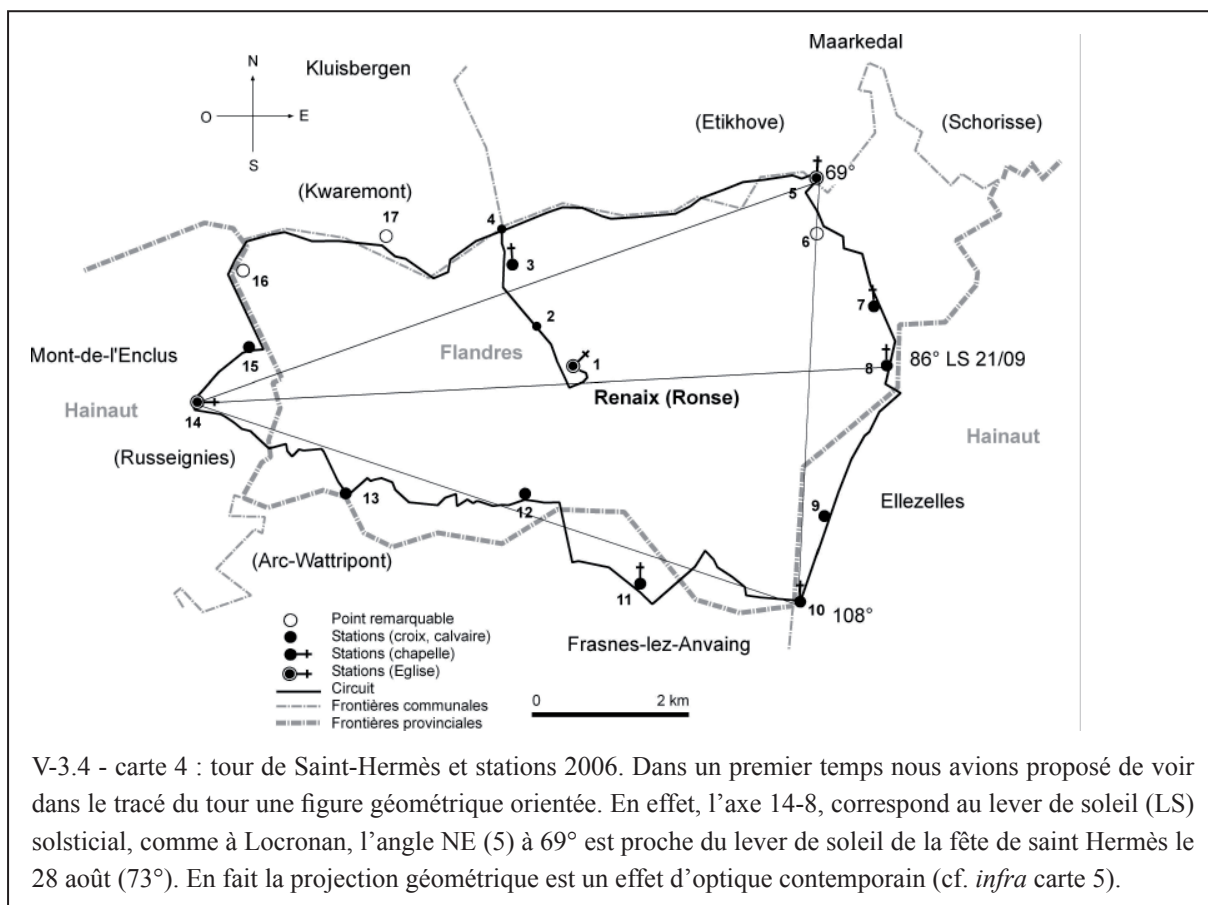 Maarkedal
Kluisbergen
N
O
E
S
(Etikhove)
(Schorisse)
(Kwaremont)
5
69°
17
4
6
3
16
7
2
Mont-de-l'Enclus
15
Flandres
1
8
86° LS 21/09
Renaix (Ronse)
Hainaut
14
Hainaut
(Russeignies)
13
12
9
Ellezelles
(Arc-Wattripont)
11
10
108°
Frasnes-lez-Anvaing
Point remarquable
Stations (croix, calvaire)
Stations (chapelle)
Stations (Eglise)
Circuit
Frontières communales
Frontières provinciales
0
2 km
V-3.4 - carte 4 : tour de Saint-Hermès et stations 2006. Dans un premier temps nous avions proposé de voir
dans le tracé du tour une figure géométrique orientée. En effet, l’axe 14-8, correspond au lever de soleil (LS)
solsticial, comme à Locronan, l’angle NE (5) à 69° est proche du lever de soleil de la fête de saint Hermès le
28 août (73°). En fait la projection géométrique est un effet d’optique contemporain (cf. infra carte 5).